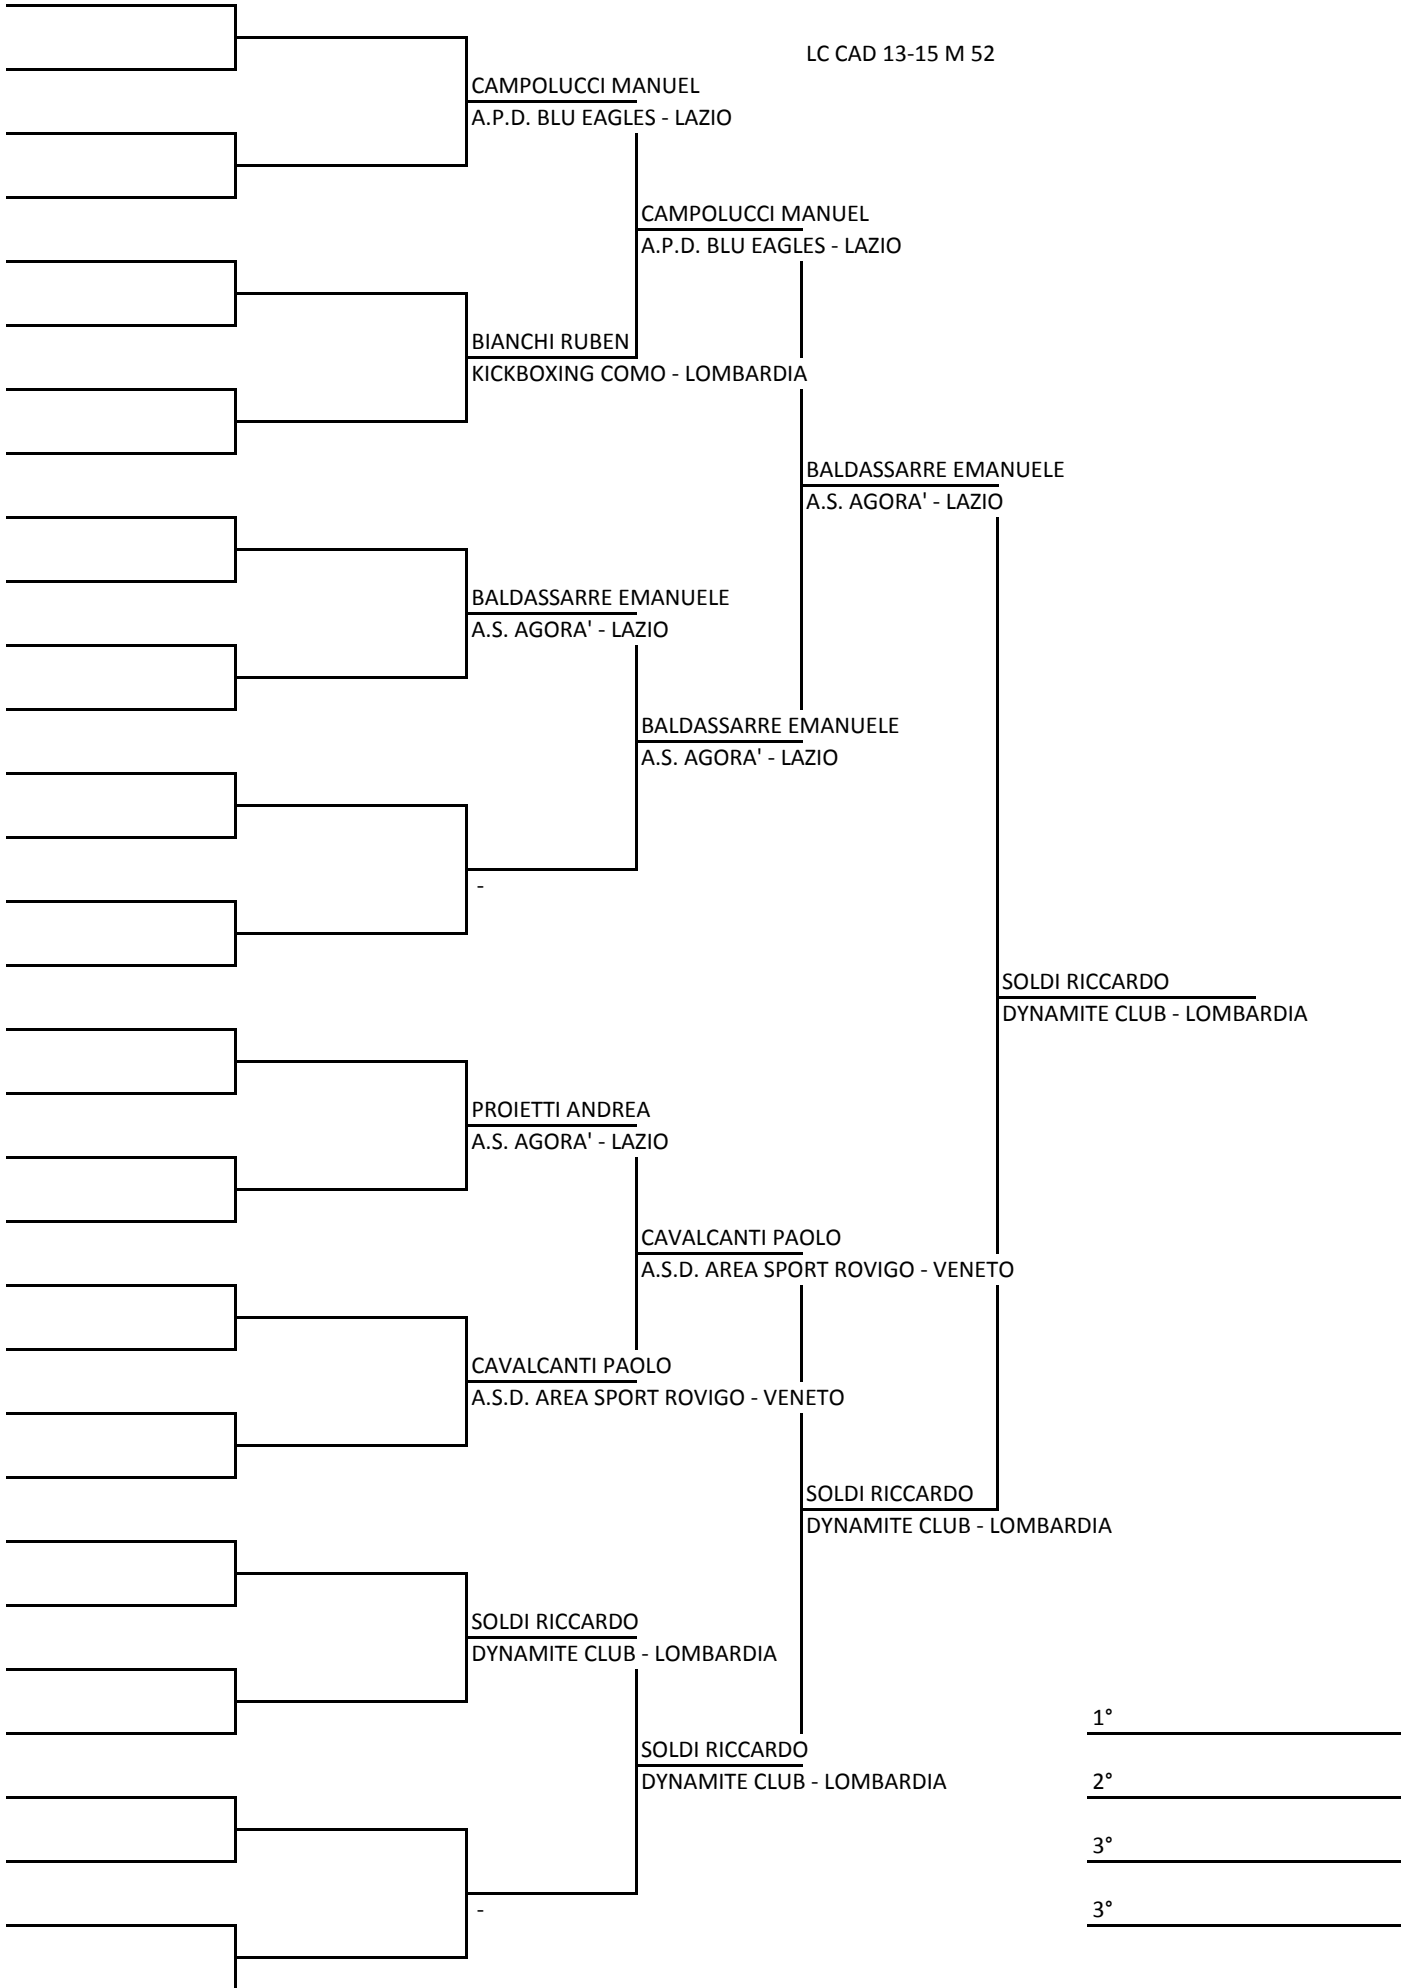 LC CAD 13-15 M 52
CAMPOLUCCI MANUEL
A.P.D. BLU EAGLES - LAZIO
CAMPOLUCCI MANUEL
A.P.D. BLU EAGLES - LAZIO
BIANCHI RUBEN
KICKBOXING COMO - LOMBARDIA
BALDASSARRE EMANUELE
A.S. AGORA' - LAZIO
BALDASSARRE EMANUELE
A.S. AGORA' - LAZIO
BALDASSARRE EMANUELE
A.S. AGORA' - LAZIO
-
SOLDI RICCARDO
DYNAMITE CLUB - LOMBARDIA
PROIETTI ANDREA
A.S. AGORA' - LAZIO
CAVALCANTI PAOLO
A.S.D. AREA SPORT ROVIGO - VENETO
CAVALCANTI PAOLO
A.S.D. AREA SPORT ROVIGO - VENETO
SOLDI RICCARDO
DYNAMITE CLUB - LOMBARDIA
SOLDI RICCARDO
DYNAMITE CLUB - LOMBARDIA
1°
SOLDI RICCARDO
DYNAMITE CLUB - LOMBARDIA
2°
3°
-
3°